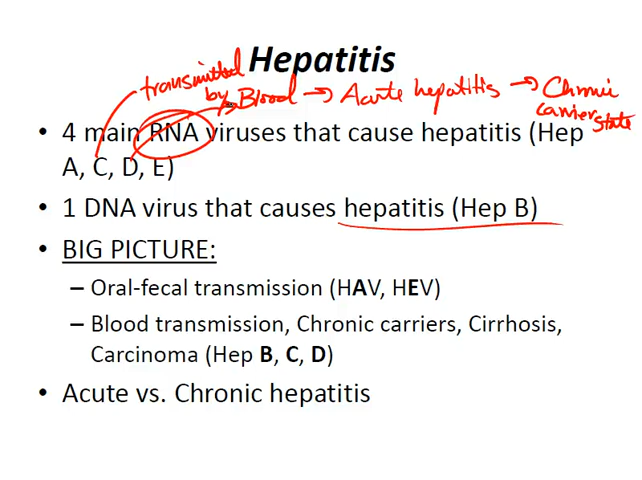 Hepatitis
transmitted
by Blood → Acute hepatitis → Chronic
carrier state
• 4 main RNA viruses that cause hepatitis (Hep
A, C, D, E)
• 1 DNA virus that causes hepatitis (Hep B)
• BIG PICTURE:
– Oral-fecal transmission (HAV, HEV)
– Blood transmission, Chronic carriers, Cirrhosis,
Carcinoma (Hep B, C, D)
• Acute vs. Chronic hepatitis